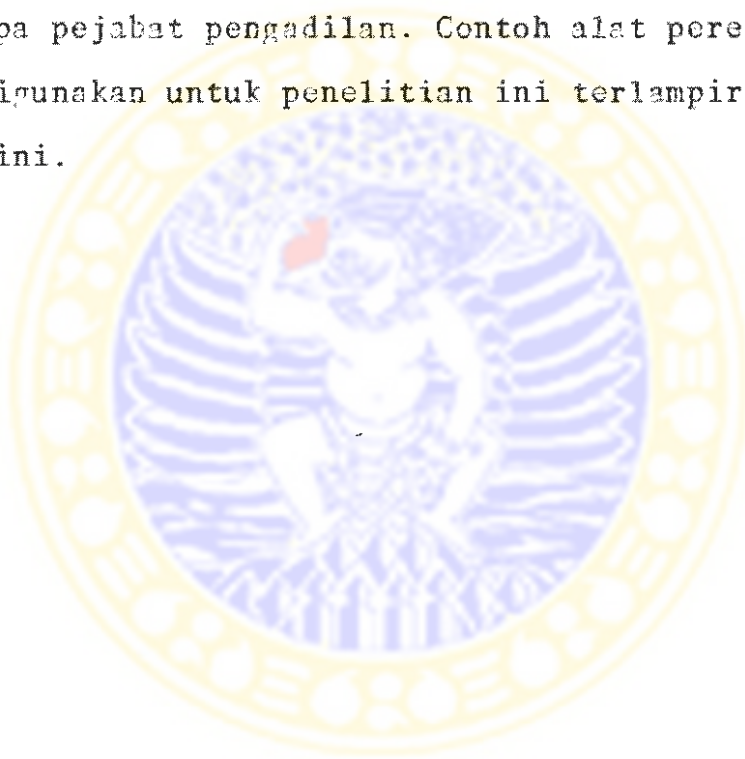 pa pejabat pengadilan. Contoh alat pere
igunakan untuk penelitian ini terlampir
ini.